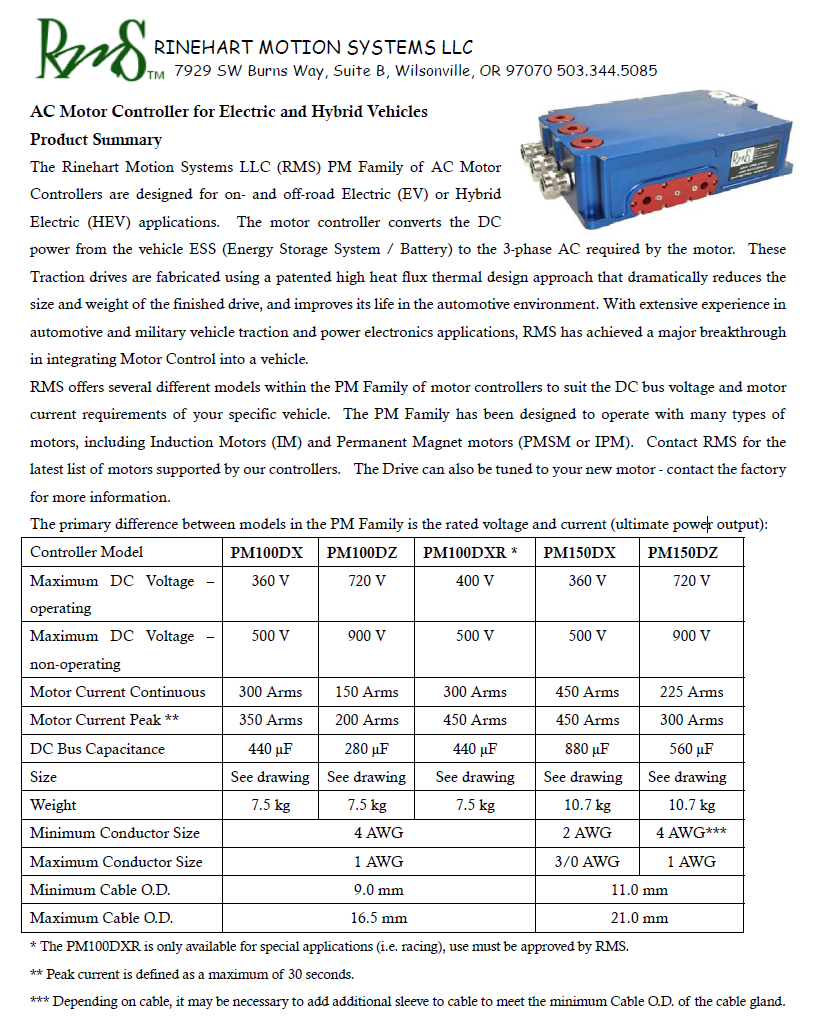 Rms TM
RINEHART MOTION SYSTEMS LLC
7929 SW Burns Way, Suite B, Wilsonville, OR 97070 503.344.5085
AC Motor Controller for Electric and Hybrid Vehicles
Product Summary
The Rinehart Motion Systems LLC (RMS) PM Family of AC Motor
Controllers are designed for on- and off-road Electric (EV) or Hybrid
Electric (HEV) applications. The motor controller converts the DC
power from the vehicle ESS (Energy Storage System / Battery) to the 3-phase AC required by the motor. These
Traction drives are fabricated using a patented high heat flux thermal design approach that dramatically reduces the
size and weight of the finished drive, and improves its life in the automotive environment. With extensive experience in
automotive and military vehicle traction and power electronics applications, RMS has achieved a major breakthrough
in integrating Motor Control into a vehicle.
RMS offers several different models within the PM Family of motor controllers to suit the DC bus voltage and motor
current requirements of your specific vehicle. The PM Family has been designed to operate with many types of
motors, including Induction Motors (IM) and Permanent Magnet motors (PMSM or IPM). Contact RMS for the
latest list of motors supported by our controllers. The Drive can also be tuned to your new motor - contact the factory
for more information.
The primary difference between models in the PM Family is the rated voltage and current (ultimate power output):
Controller Model PM100DX PM100DZ PM100DXR * PM150DX PM150DZ
Maximum DC Voltage – 360 V 720 V 400 V 360 V 720 V
operating
Maximum DC Voltage – 500 V 900 V 500 V 500 V 900 V
non-operating
Motor Current Continuous 300 Arms 150 Arms 300 Arms 450 Arms 225 Arms
Motor Current Peak ** 350 Arms 200 Arms 450 Arms 450 Arms 300 Arms
DC Bus Capacitance 440 µF 280 µF 440 µF 880 µF 560 µF
Size See drawing See drawing See drawing See drawing See drawing
Weight 7.5 kg 7.5 kg 7.5 kg 10.7 kg 10.7 kg
Minimum Conductor Size 4 AWG 2 AWG 4 AWG***
Maximum Conductor Size 1 AWG 3/0 AWG 1 AWG
Minimum Cable O.D. 9.0 mm 11.0 mm
Maximum Cable O.D. 16.5 mm 21.0 mm
* The PM100DXR is only available for special applications (i.e. racing), use must be approved by RMS.
** Peak current is defined as a maximum of 30 seconds.
*** Depending on cable, it may be necessary to add additional sleeve to cable to meet the minimum Cable O.D. of the cable gland.